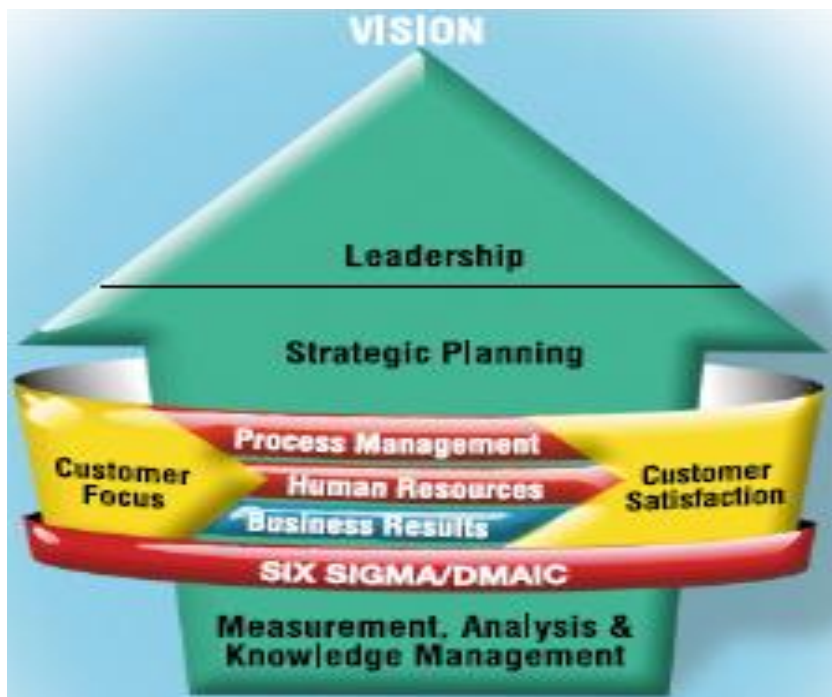 VISION
Leadership
Strategic Planning
Process Management
Customer
Focus
Human Resources
Customer
Satisfaction
Business Results
SIX SIGMA/DMAIC
Measurement, Analysis &
Knowledge Management